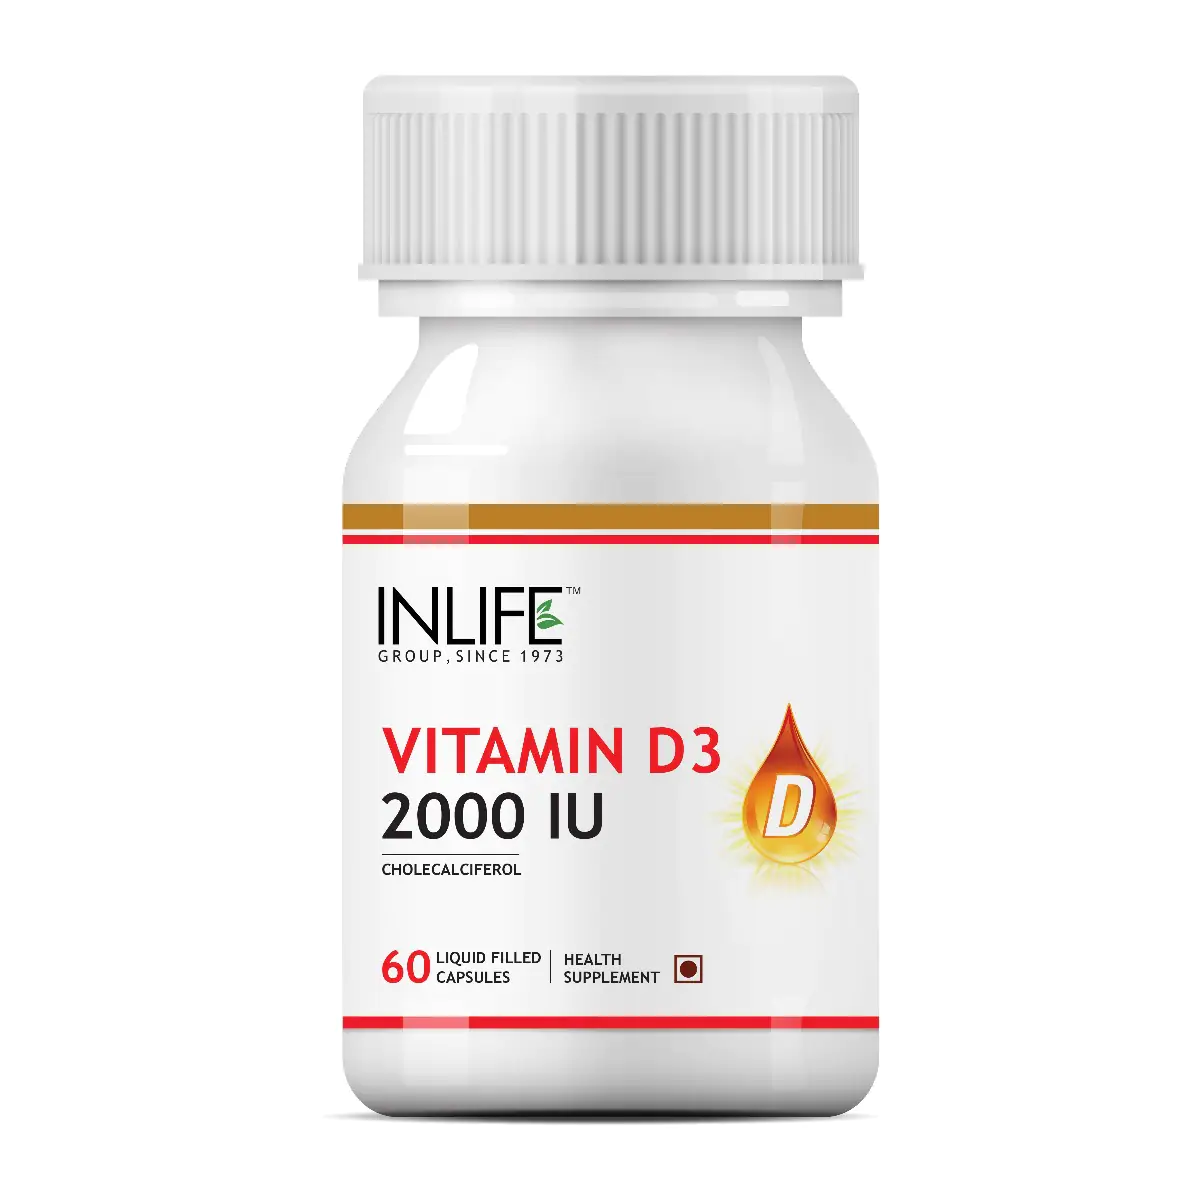 INLIFE™
GROUP, SINCE 1973
VITAMIN D3
2000 IU
CHOLECALCIFEROL
D
60 LIQUID FILLED
CAPSULES
HEALTH
SUPPLEMENT